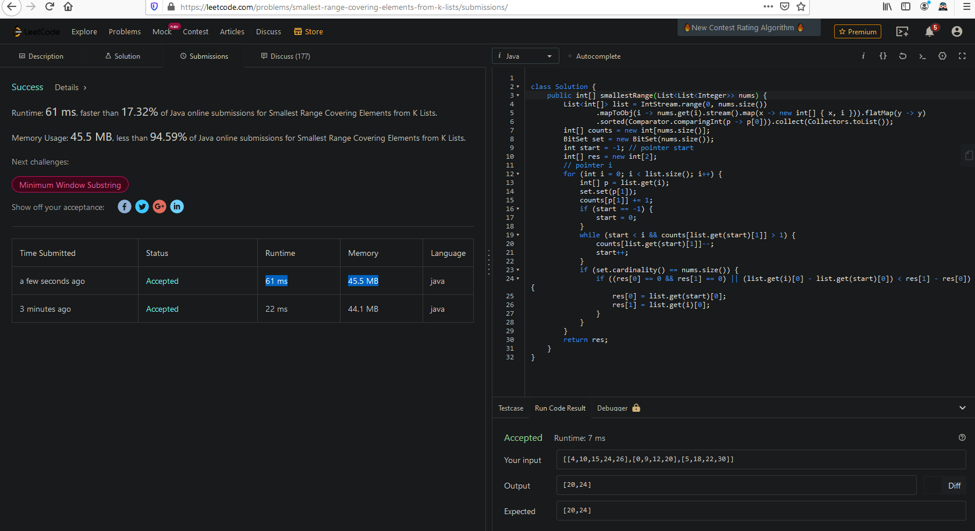 https://leetcode.com/problems/smallest-range-covering-elements-from-k-lists/submissions/
LeetCode
Explore
Problems
Mock
New
Contest
Articles
Discuss
Store
New Contest Rating Algorithm
Premium
5
Description
Solution
Submissions
Discuss (177)
i Java
Autocomplete
Success
Details
Runtime: 61 ms, faster than 17.32% of Java online submissions for Smallest Range Covering Elements from K Lists.
Memory Usage: 45.5 MB, less than 94.59% of Java online submissions for Smallest Range Covering Elements from K Lists.
Next challenges:
Minimum Window Substring
Show off your acceptance:
Time Submitted Status Runtime Memory Language
a few seconds ago Accepted 61 ms 45.5 MB java
3 minutes ago Accepted 22 ms 44.1 MB java
1
2 class Solution {
3 public int[] smallestRange(List<List<Integer>> nums) {
4 List<int[]> list = IntStream.range(0, nums.size())
5 .mapToObj(i -> nums.get(i).stream().map(x -> new int[] { x, i })).flatMap(y -> y)
6 .sorted(Comparator.comparingInt(p -> p[0])).collect(Collectors.toList());
7 int[] counts = new int[nums.size()];
8 BitSet set = new BitSet(nums.size());
9 int start = -1; // pointer start
10 int[] res = new int[2];
11 // pointer i
12 for (int i = 0; i < list.size(); i++) {
13 int[] p = list.get(i);
14 set.set(p[1]);
15 counts[p[1]] += 1;
16 if (start == -1) {
17 start = 0;
18 }
19 while (start < i && counts[list.get(start)[1]] > 1) {
20 counts[list.get(start)[1]]--;
21 start++;
22 }
23 if (set.cardinality() == nums.size()) {
24 if ((res[0] == 0 && res[1] == 0) || (list.get(i)[0] - list.get(start)[0]) < res[1] - res[0])
{
25 res[0] = list.get(start)[0];
26 res[1] = list.get(i)[0];
27 }
28 }
29 }
30 return res;
31 }
32 }
Testcase
Run Code Result
Debugger
Accepted
Runtime: 7 ms
Your input
[[4,10,15,24,26],[0,9,12,20],[5,18,22,30]]
Output
[20,24]
Diff
Expected
[20,24]